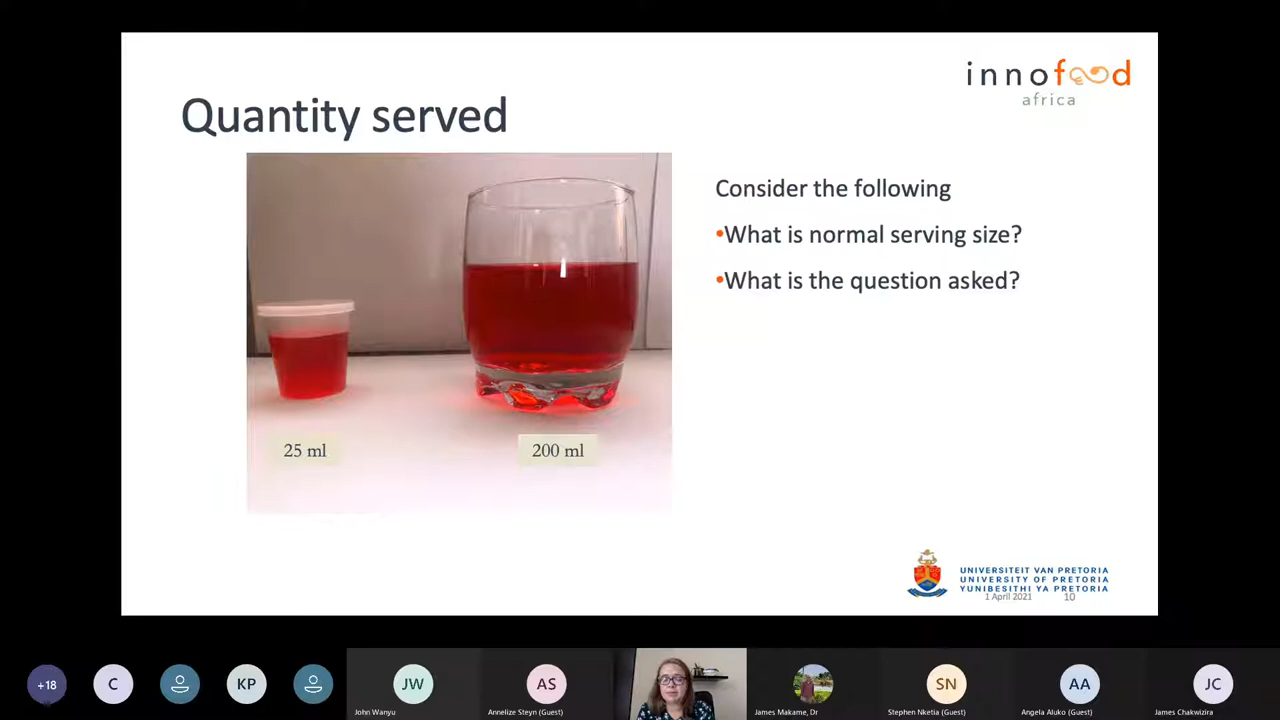 innofood
africa
Quantity served
Consider the following
•What is normal serving size?
•What is the question asked?
25 ml
200 ml
UNIVERSITEIT VAN PRETORIA
UNIVERSITY OF PRETORIA
YUNIBESITHI YA PRETORIA
1 April 2021 10
+18
C
KP
JW
AS
SN
AA
JC
John Wanyu
Annelize Steyn (Guest)
James Makame, Dr
Stephen Nketia (Guest)
Angela Aluko (Guest)
James Chakwizira